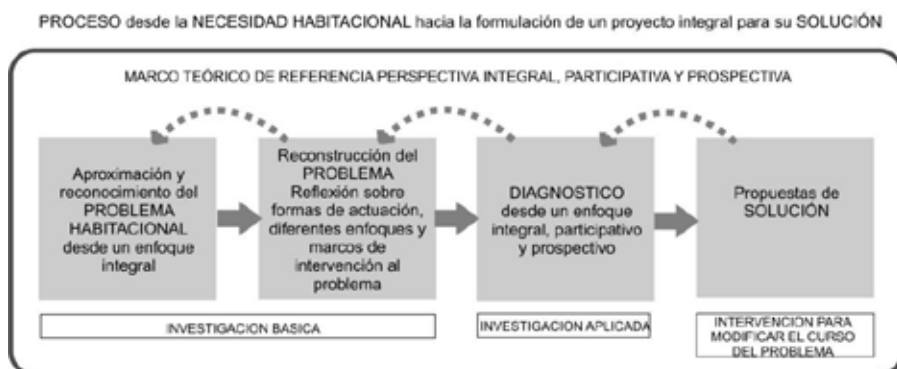 PROCESO desde la NECESIDAD HABITACIONAL hacia la formulación de un proyecto integral para su SOLUCIÓN
MARCO TEÓRICO DE REFERENCIA PERSPECTIVA INTEGRAL, PARTICIPATIVA Y PROSPECTIVA
Aproximación y
reconocimiento del
PROBLEMA
HABITACIONAL
desde un enfoque
integral
Reconstrucción del
PROBLEMA
Reflexión sobre
formas de actuación,
diferentes enfoques y
marcos de
intervención al
problema
DIAGNOSTICO
desde un enfoque
integral, participativo
y prospectivo
Propuestas de
SOLUCIÓN
INVESTIGACION BASICA
INVESTIGACION APLICADA
INTERVENCION PARA
MODIFICAR EL CURSO
DEL PROBLEMA